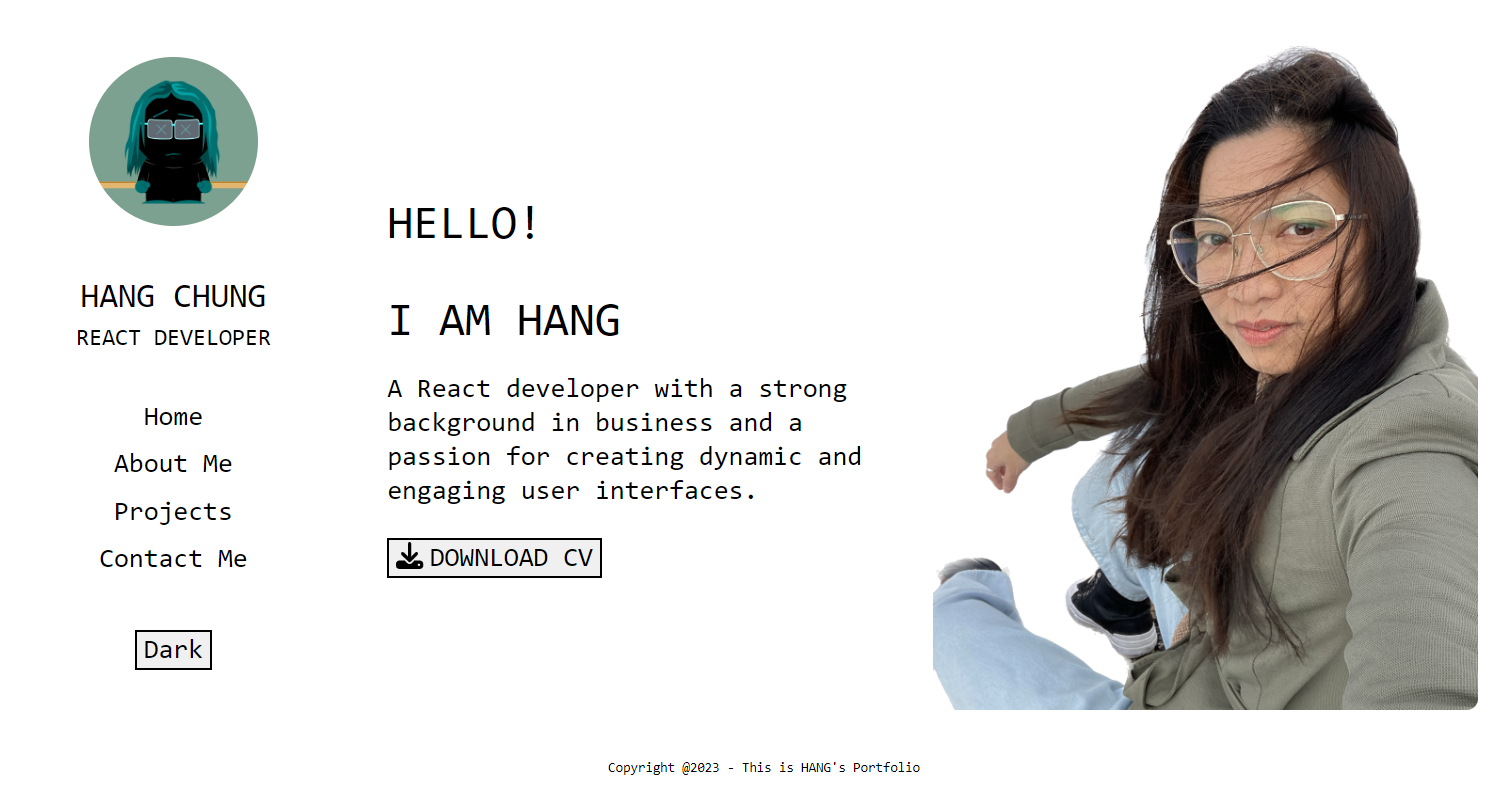 HANG CHUNG
REACT DEVELOPER
Home
About Me
Projects
Contact Me
Dark
HELLO!
I AM HANG
A React developer with a strong
background in business and a
passion for creating dynamic and
engaging user interfaces.
DOWNLOAD CV
Copyright @2023 - This is HANG's Portfolio